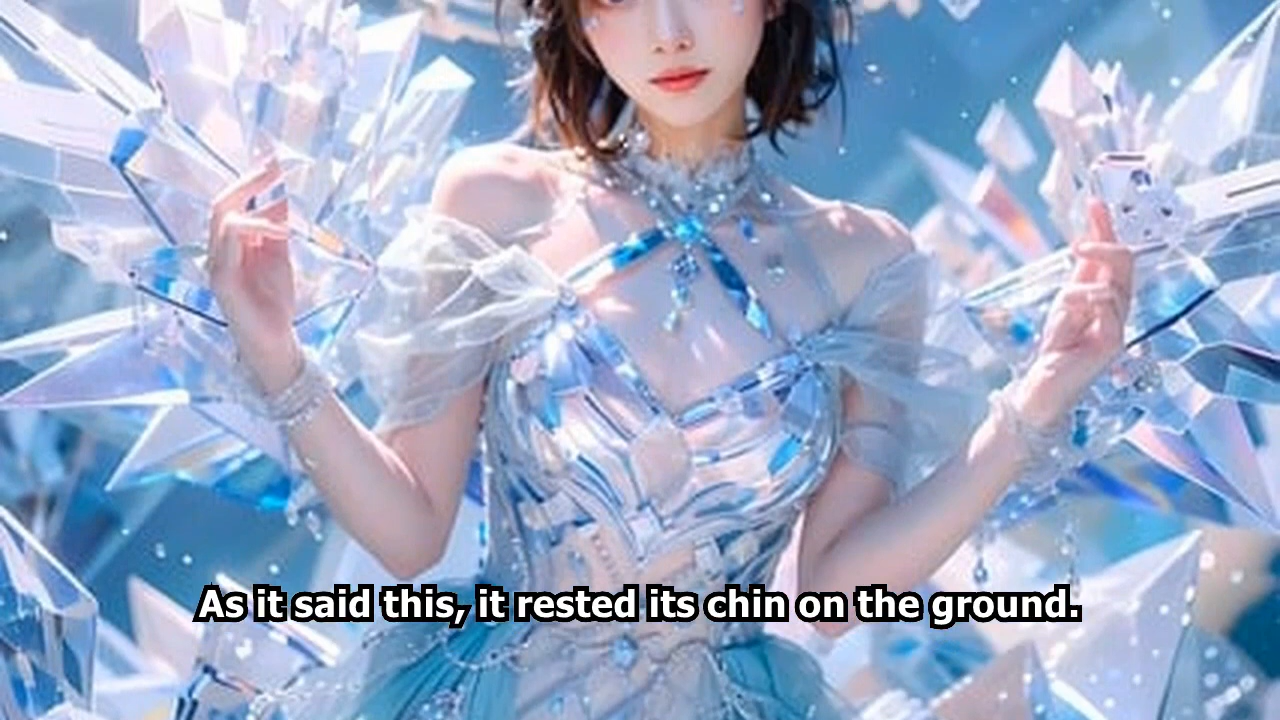 As it said this, it rested its chin on the ground.